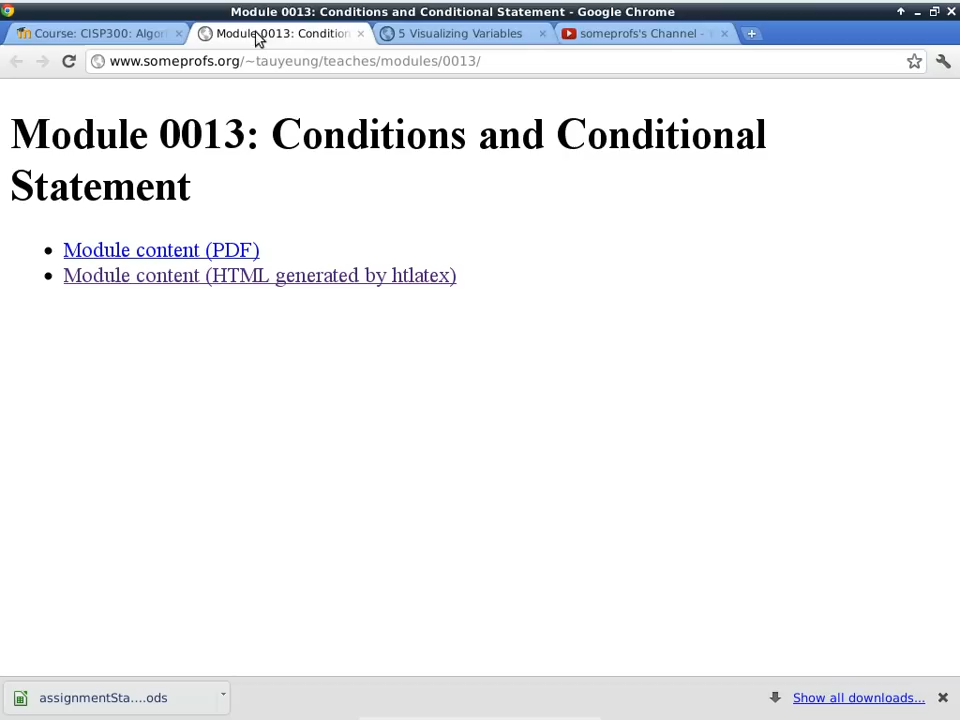 Module 0013: Conditions and Conditional Statement - Google Chrome
Course: CISP300: Algor
Module 0013: Condition
5 Visualizing Variables
someprofs's Channel -
www.someprofs.org/~tauyeung/teaches/modules/0013/
Module 0013: Conditions and Conditional
Statement
• Module content (PDF)
• Module content (HTML generated by htlatex)
assignmentSta....ods
Show all downloads...